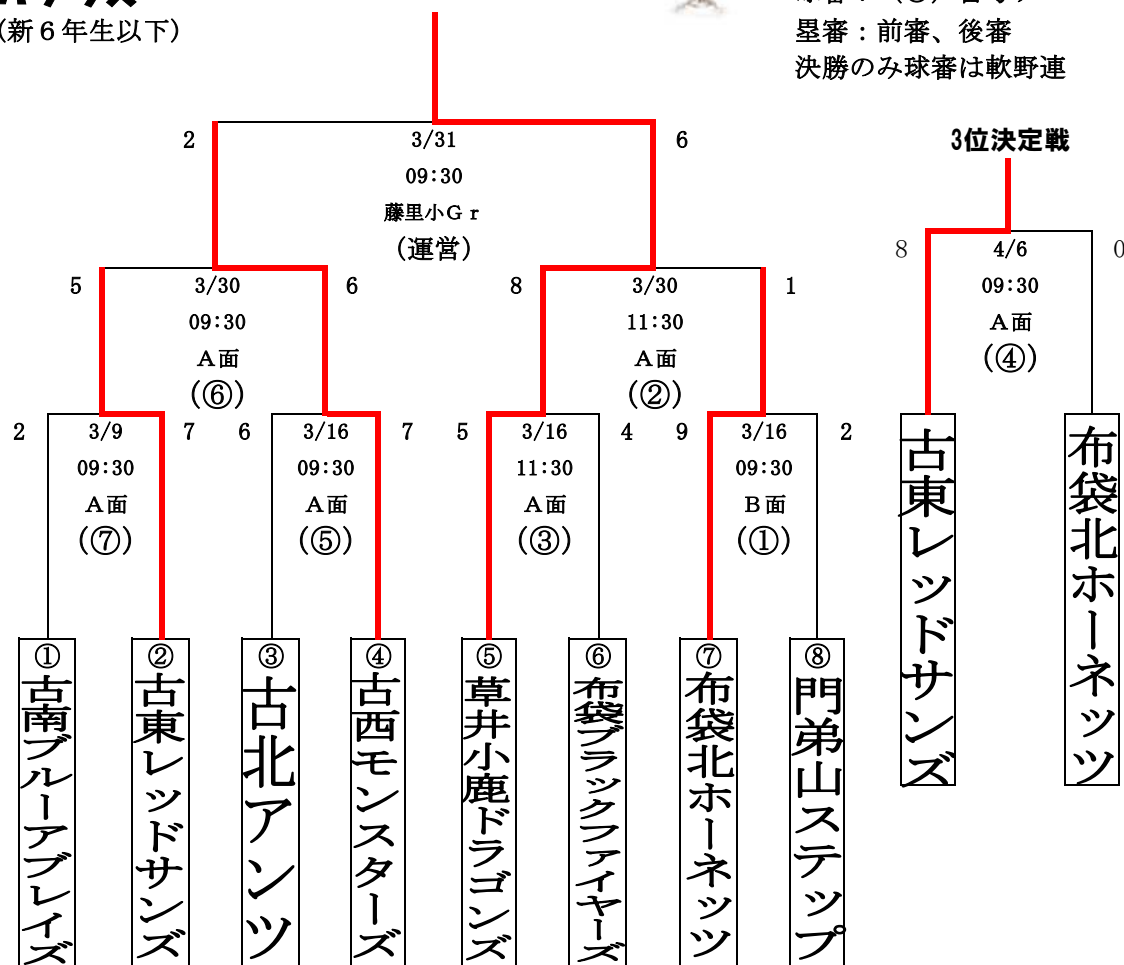 (新６年生以下)
塁審：前審、後審
決勝のみ球審は軟野連
2
3/31
6
09:30
藤里小Ｇｒ
(運営)
3位決定戦
8
4/6
0
09:30
Ａ面
(④)
5
3/30
6
09:30
Ａ面
(⑥)
8
3/30
1
11:30
Ａ面
(②)
2
3/9
7
09:30
Ａ面
(⑦)
6
3/16
7
09:30
Ａ面
(⑤)
5
3/16
4
11:30
Ａ面
(③)
9
3/16
2
09:30
Ｂ面
(①)
古東レッドサンズ
布袋北ホーネッツ
①古南ブルーアブレイズ
②古東レッドサンズ
③古北アンツ
④古西モンスターズ
⑤草井小鹿ドラゴンズ
⑥布袋ブラックファイヤーズ
⑦布袋北ホーネッツ
⑧門弟山ステップ